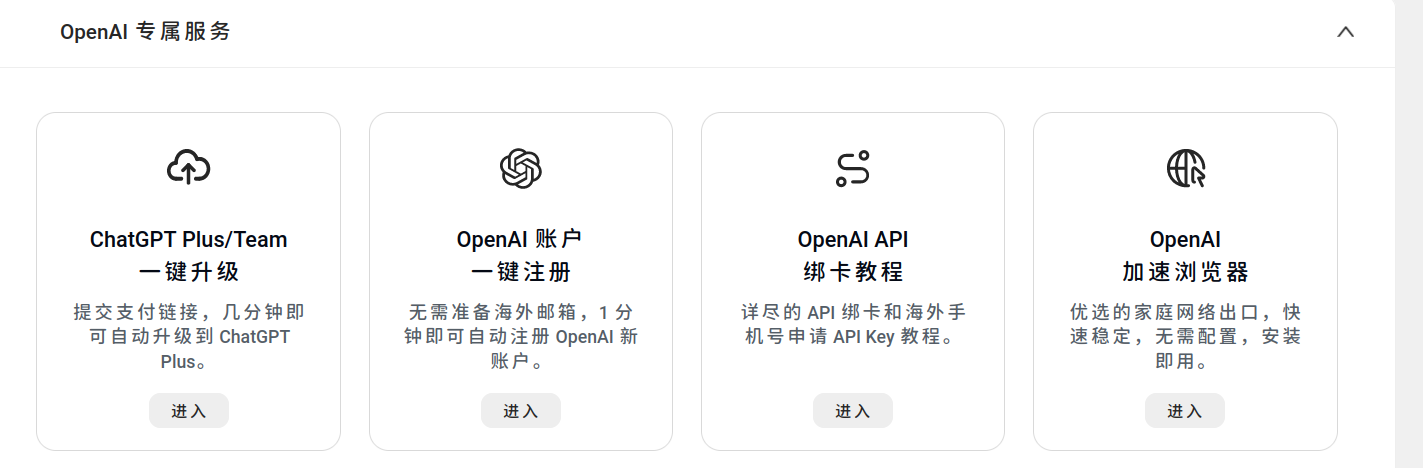 OpenAI 专属服务
ChatGPT Plus/Team
一键升级
提交支付链接，几分钟即
可自动升级到 ChatGPT
Plus。
进入
OpenAI 账户
一键注册
无需准备海外邮箱，1 分
钟即可自动注册 OpenAI 新
账户。
进入
OpenAI API
绑卡教程
详尽的 API 绑卡和海外手
机号申请 API Key 教程。
进入
OpenAI
加速浏览器
优选的家庭网络出口，快
速稳定，无需配置，安装
即用。
进入